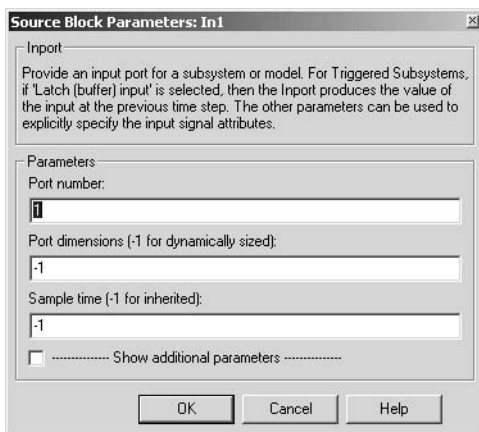 Source Block Parameters: In1
Inport
Provide an input port for a subsystem or model. For Triggered Subsystems,
if 'Latch (buffer) input' is selected, then the Inport produces the value of
the input at the previous time step. The other parameters can be used to
explicitly specify the input signal attributes.
Parameters
Port number:
1
Port dimensions (-1 for dynamically sized):
-1
Sample time (-1 for inherited):
-1
--------------- Show additional parameters ---------------
OK Cancel Help